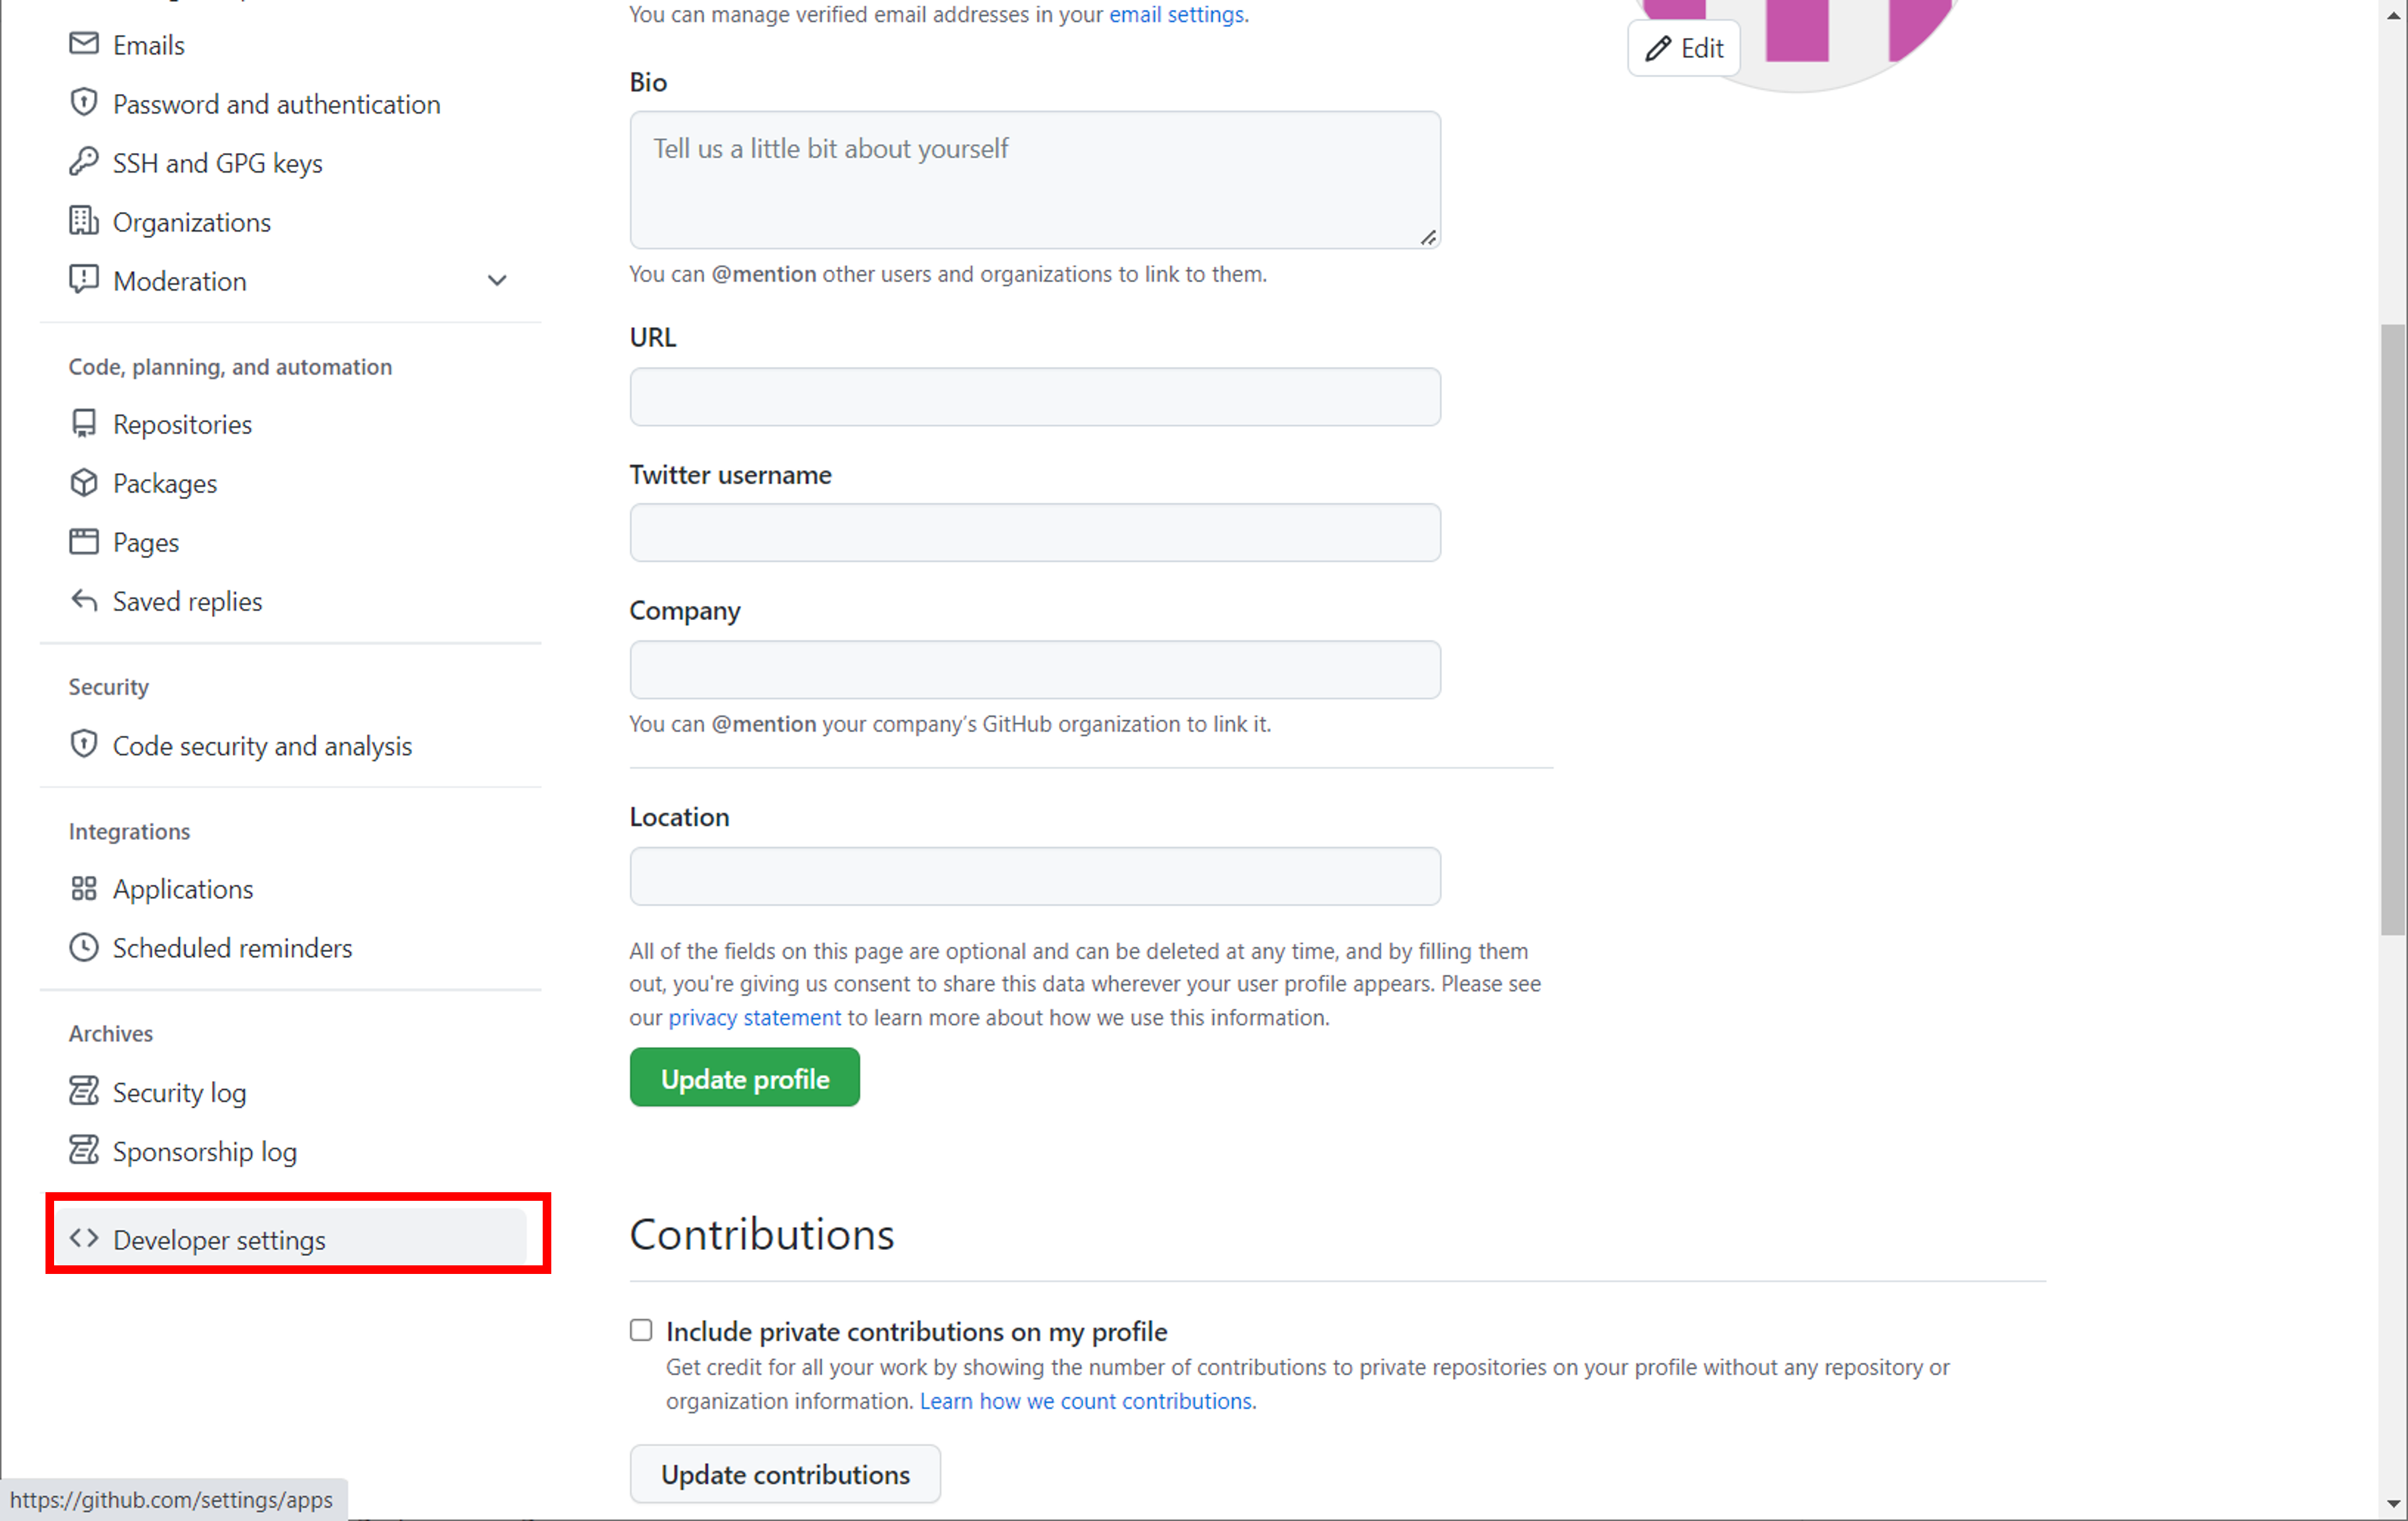 Emails
Password and authentication
SSH and GPG keys
Organizations
Moderation
Code, planning, and automation
Repositories
Packages
Pages
Saved replies
Security
Code security and analysis
Integrations
Applications
Scheduled reminders
Archives
Security log
Sponsorship log
Developer settings
https://github.com/settings/apps
You can manage verified email addresses in your email settings.
Edit
Bio
Tell us a little bit about yourself
You can @mention other users and organizations to link to them.
URL
Twitter username
Company
You can @mention your company’s GitHub organization to link it.
Location
All of the fields on this page are optional and can be deleted at any time, and by filling them
out, you're giving us consent to share this data wherever your user profile appears. Please see
our privacy statement to learn more about how we use this information.
Update profile
Contributions
Include private contributions on my profile
Get credit for all your work by showing the number of contributions to private repositories on your profile without any repository or
organization information. Learn how we count contributions.
Update contributions